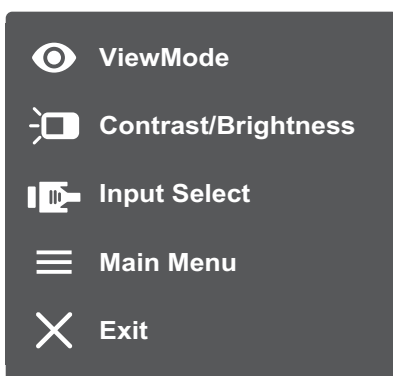 ViewMode
Contrast/Brightness
Input Select
Main Menu
Exit